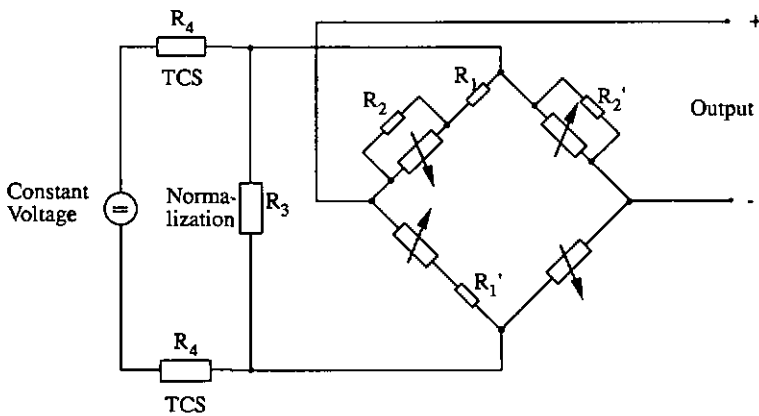 R4
TCS
+
R1
R2
R2'
Output
Constant
Voltage
Norma-
lization
R3
-
R1'
R4
TCS